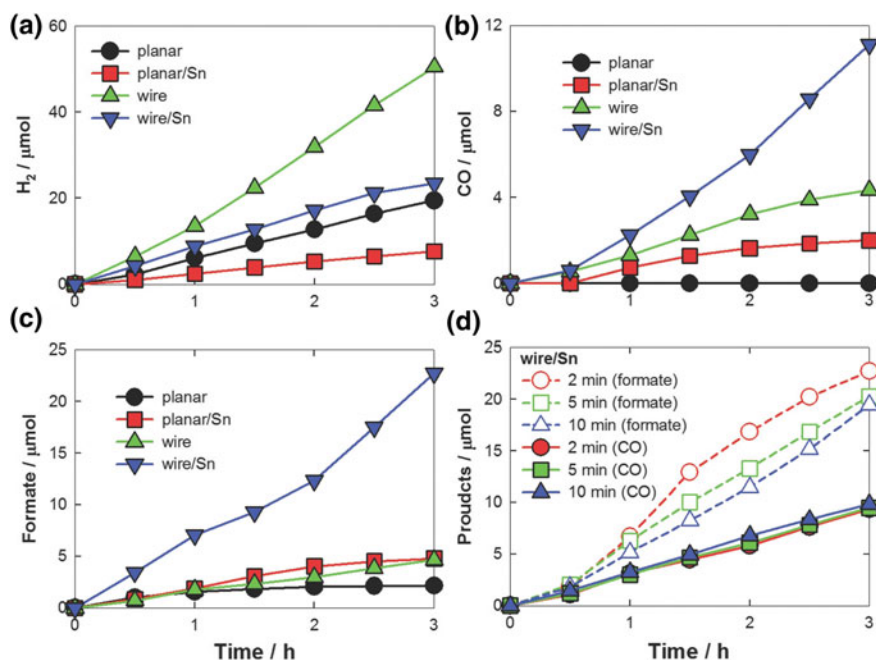 (a)
60
40
20
0
H2 / μmol
planar
planar/Sn
wire
wire/Sn
0
1
2
3
(b)
12
8
4
0
CO / μmol
planar
planar/Sn
wire
wire/Sn
0
1
2
3
(c)
25
20
15
10
5
0
Formate / μmol
planar
planar/Sn
wire
wire/Sn
0
1
2
3
Time / h
(d)
25
20
15
10
5
0
Proudcts / μmol
wire/Sn
2 min (formate)
5 min (formate)
10 min (formate)
2 min (CO)
5 min (CO)
10 min (CO)
0
1
2
3
Time / h